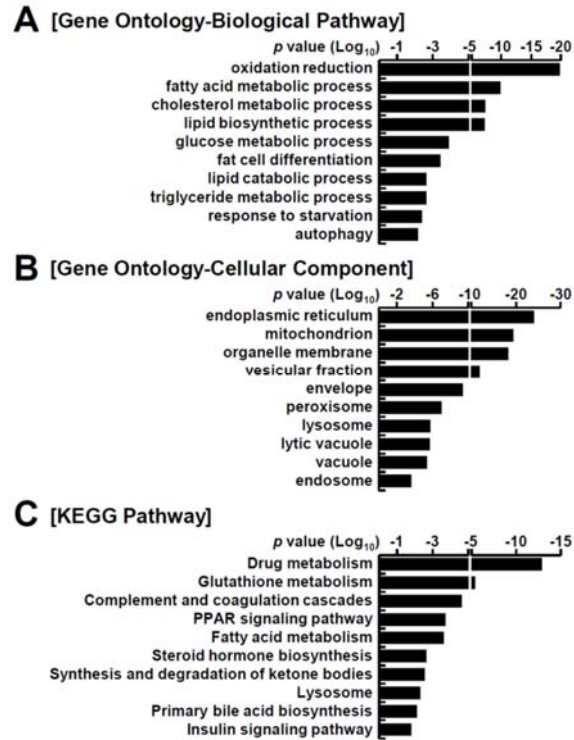 A [Gene Ontology-Biological Pathway]
p value (Log10) -1 -3 -5 -10 -15 -20
oxidation reduction
fatty acid metabolic process
cholesterol metabolic process
lipid biosynthetic process
glucose metabolic process
fat cell differentiation
lipid catabolic process
triglyceride metabolic process
response to starvation
autophagy
B [Gene Ontology-Cellular Component]
p value (Log10) -2 -6 -10 -20 -30
endoplasmic reticulum
mitochondrion
organelle membrane
vesicular fraction
envelope
peroxisome
lysosome
lytic vacuole
vacuole
endosome
C [KEGG Pathway]
p value (Log10) -1 -3 -5 -10 -15
Drug metabolism
Glutathione metabolism
Complement and coagulation cascades
PPAR signaling pathway
Fatty acid metabolism
Steroid hormone biosynthesis
Synthesis and degradation of ketone bodies
Lysosome
Primary bile acid biosynthesis
Insulin signaling pathway